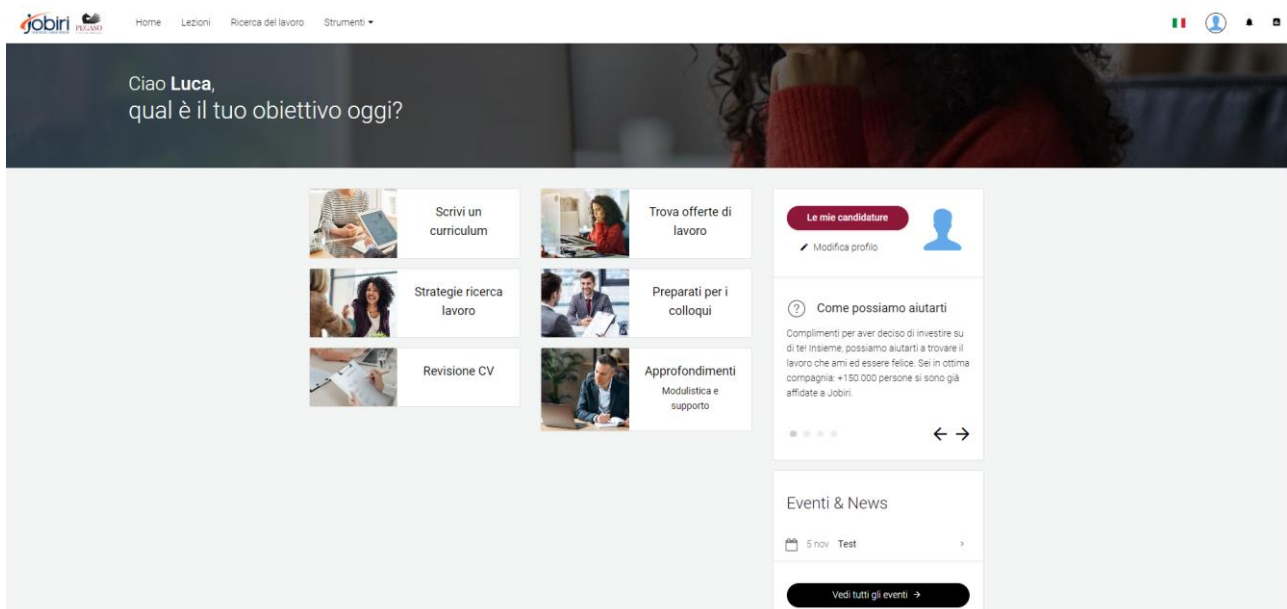 jobiri
PEGASO
Home
Lezioni
Ricerca del lavoro
Strumenti
Ciao Luca,
qual è il tuo obiettivo oggi?
Scrivi un
curriculum
Trova offerte di
lavoro
Strategie ricerca
lavoro
Preparati per i
colloqui
Revisione CV
Approfondimenti
Modulistica e
supporto
Le mie candidature
Modifica profilo
? Come possiamo aiutarti
Complimenti per aver deciso di investire su
di te! Insieme, possiamo aiutarti a trovare il
lavoro che ami ed essere felice. Sei in ottima
compagnia: +150.000 persone si sono già
affidate a Jobiri.
Eventi & News
5 nov Test
Vedi tutti gli eventi